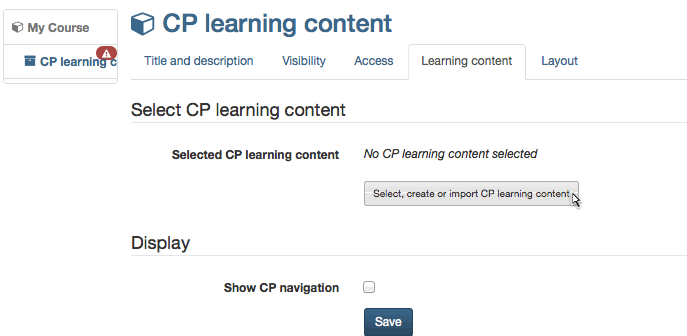 My Course
CP learning c
CP learning content
Title and description Visibility Access Learning content Layout
Select CP learning content
Selected CP learning content No CP learning content selected
Select, create or import CP learning content
Display
Show CP navigation
Save